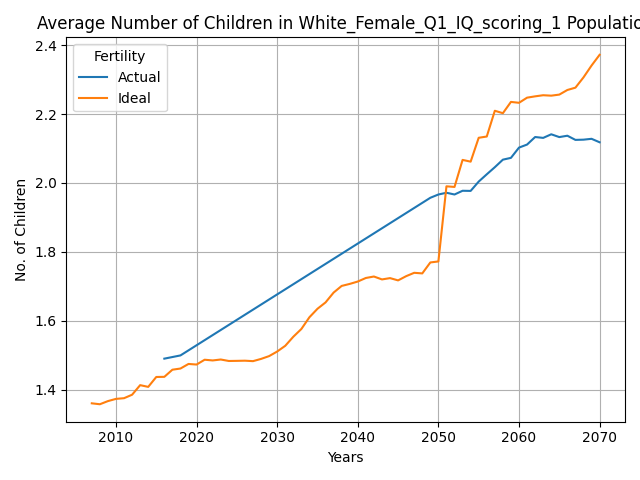 Average Number of Children in White_Female_Q1_IQ_scoring_1 Populatio
Fertility
Actual
Ideal
2.4
2.2
2.0
1.8
1.6
1.4
No. of Children
2010 2020 2030 2040 2050 2060 2070
Years